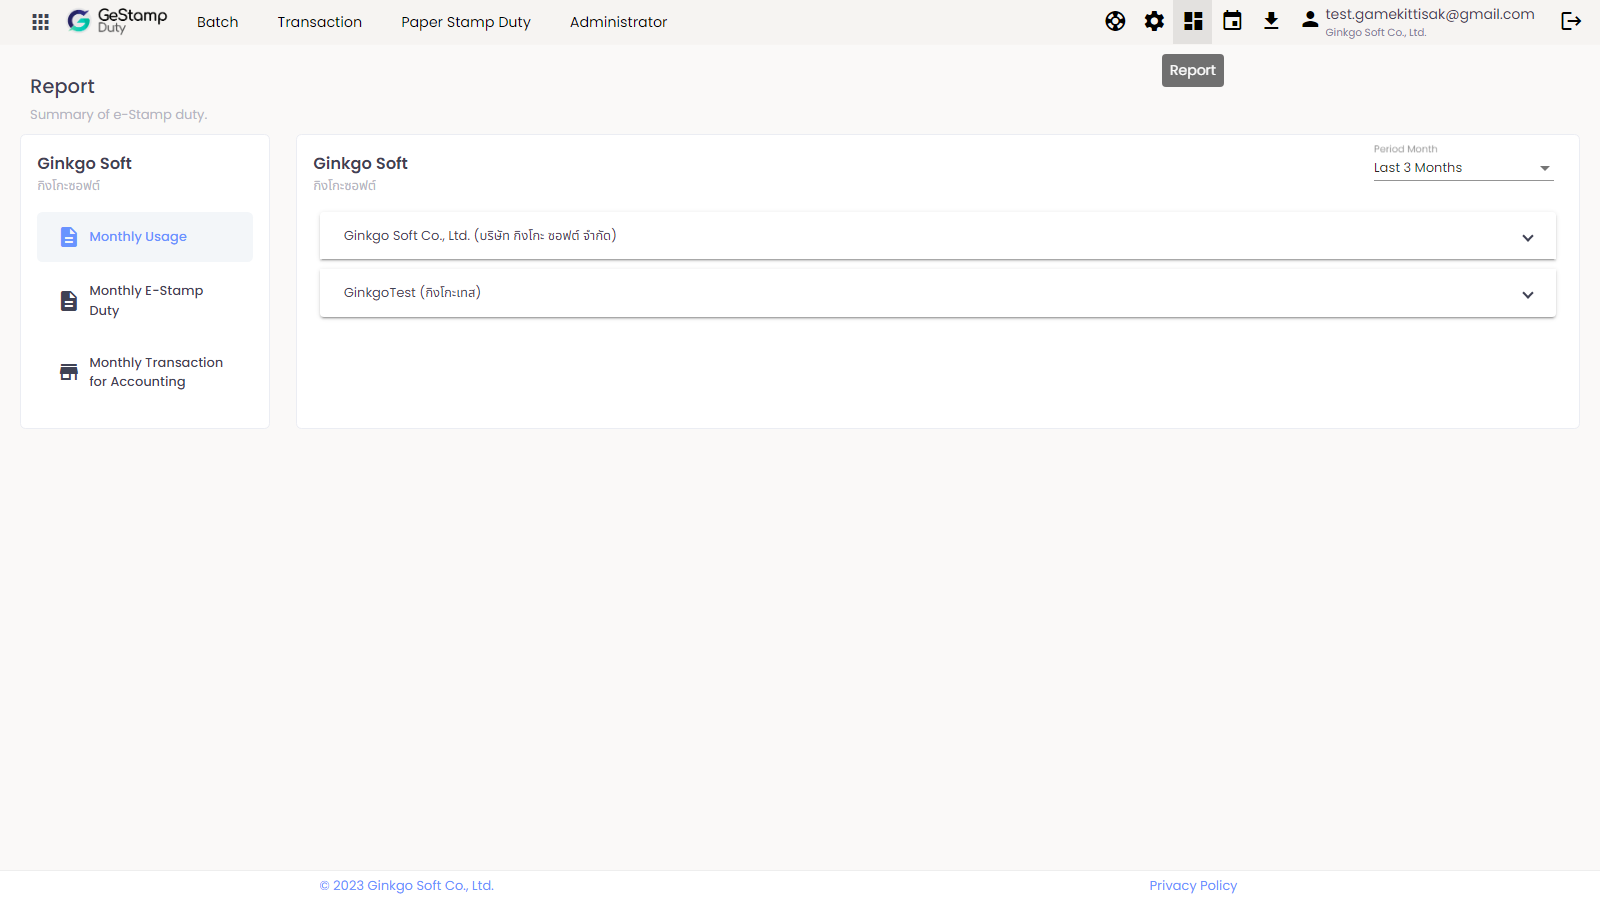 GeStamp
Duty
Batch
Transaction
Paper Stamp Duty
Administrator
test.gamekittisak@gmail.com
Ginkgo Soft Co., Ltd.
Report
Report
Summary of e-Stamp duty.
Ginkgo Soft
กิงโกะซอฟต์
Monthly Usage
Monthly E-Stamp
Duty
Monthly Transaction
for Accounting
Ginkgo Soft
กิงโกะซอฟต์
Period Month
Last 3 Months
Ginkgo Soft Co., Ltd. (บริษัท กิงโกะ ซอฟต์ จำกัด)
GinkgoTest (กิงโกะเทส)
© 2023 Ginkgo Soft Co., Ltd.
Privacy Policy